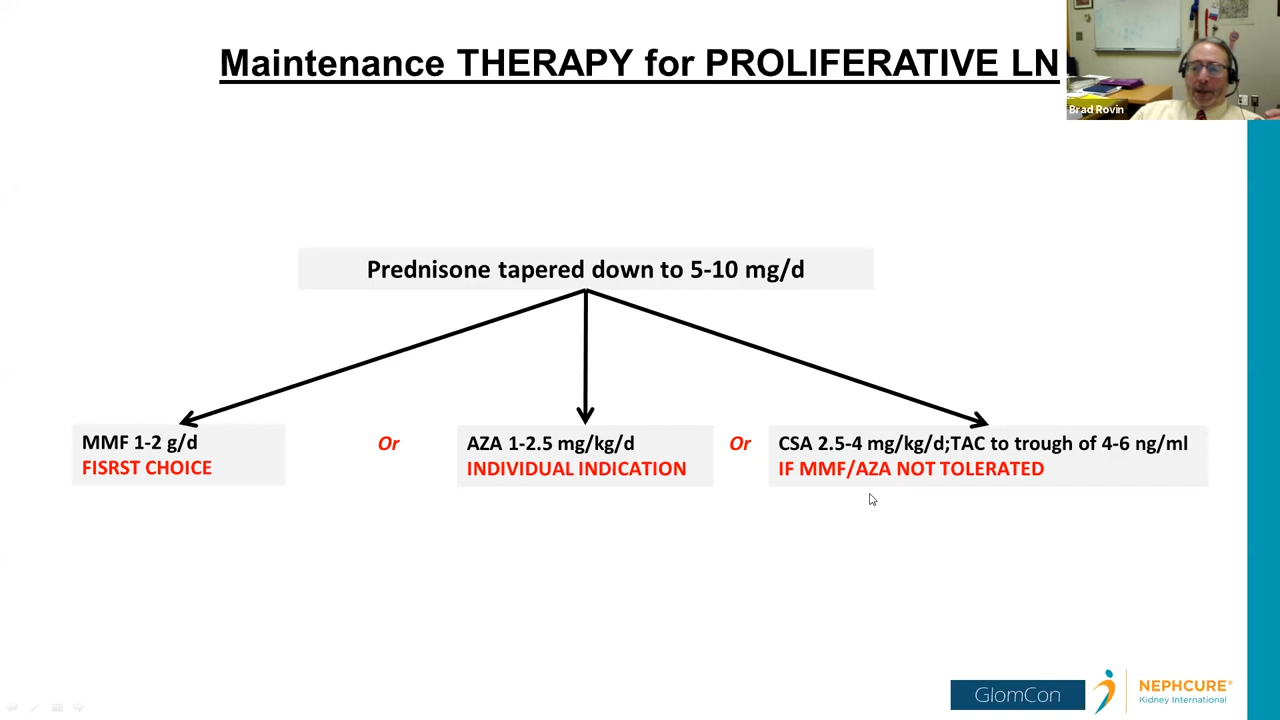 Maintenance THERAPY for PROLIFERATIVE LN
Brad Rovin
Prednisone tapered down to 5-10 mg/d
MMF 1-2 g/d
FISRST CHOICE
Or
AZA 1-2.5 mg/kg/d
INDIVIDUAL INDICATION
Or
CSA 2.5-4 mg/kg/d;TAC to trough of 4-6 ng/ml
IF MMF/AZA NOT TOLERATED
GlomCon
NEPHCURE®
Kidney International